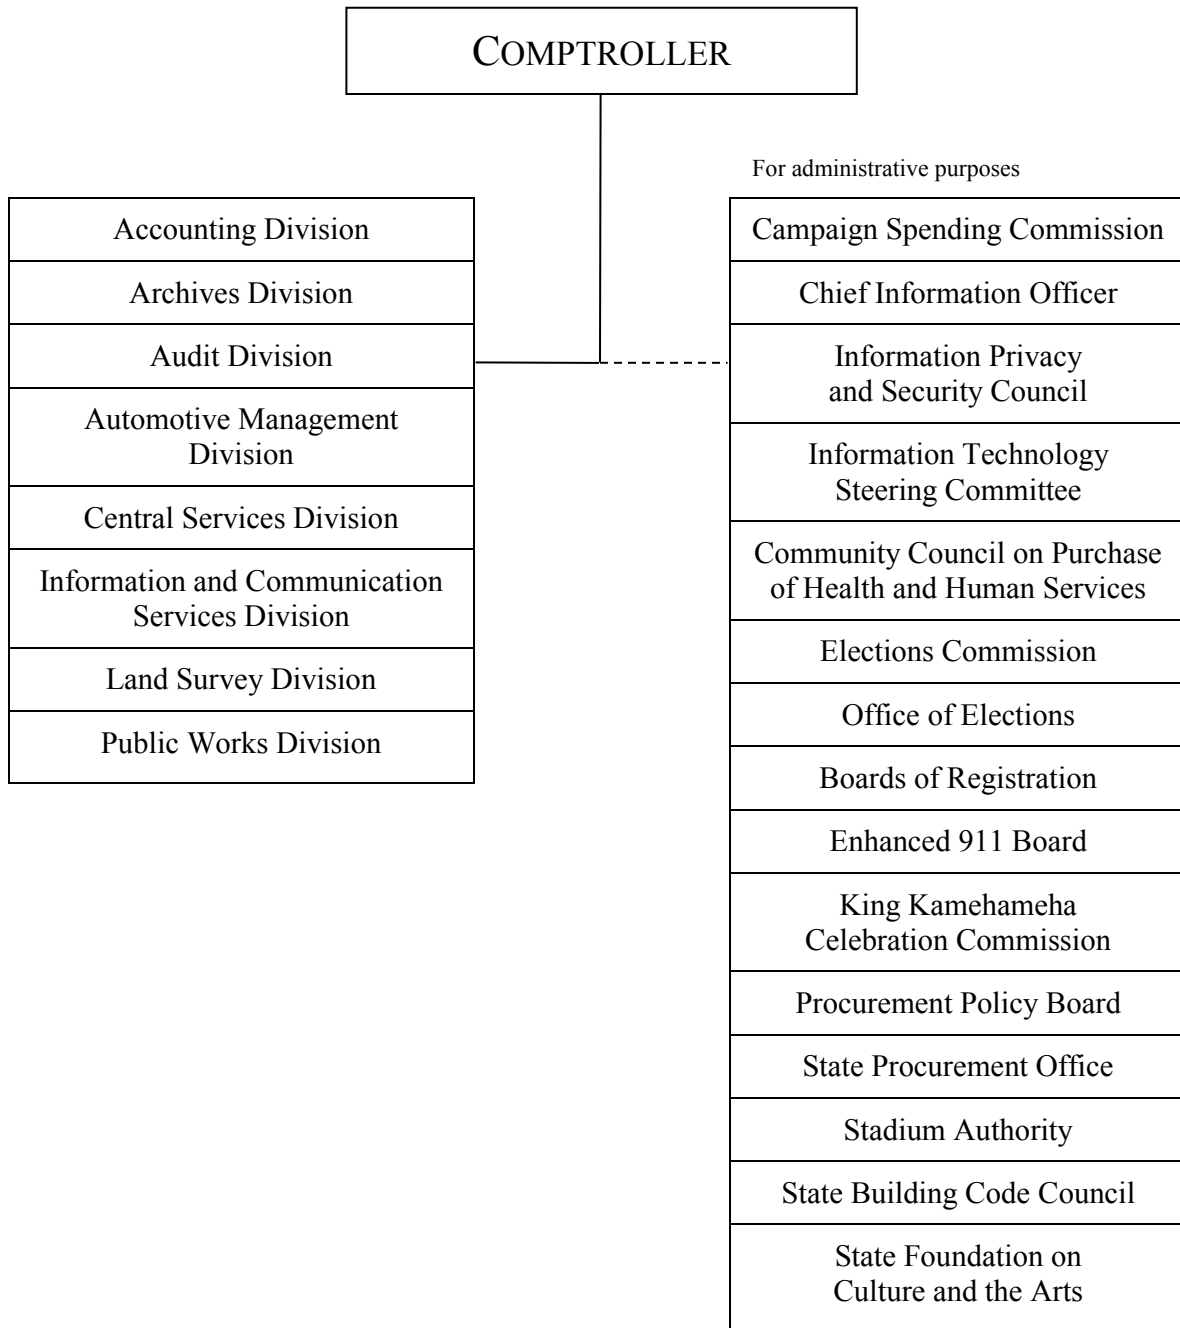 COMPTROLLER
For administrative purposes
Accounting Division
Archives Division
Audit Division
Automotive Management
Division
Central Services Division
Information and Communication
Services Division
Land Survey Division
Public Works Division
Campaign Spending Commission
Chief Information Officer
Information Privacy
and Security Council
Information Technology
Steering Committee
Community Council on Purchase
of Health and Human Services
Elections Commission
Office of Elections
Boards of Registration
Enhanced 911 Board
King Kamehameha
Celebration Commission
Procurement Policy Board
State Procurement Office
Stadium Authority
State Building Code Council
State Foundation on
Culture and the Arts